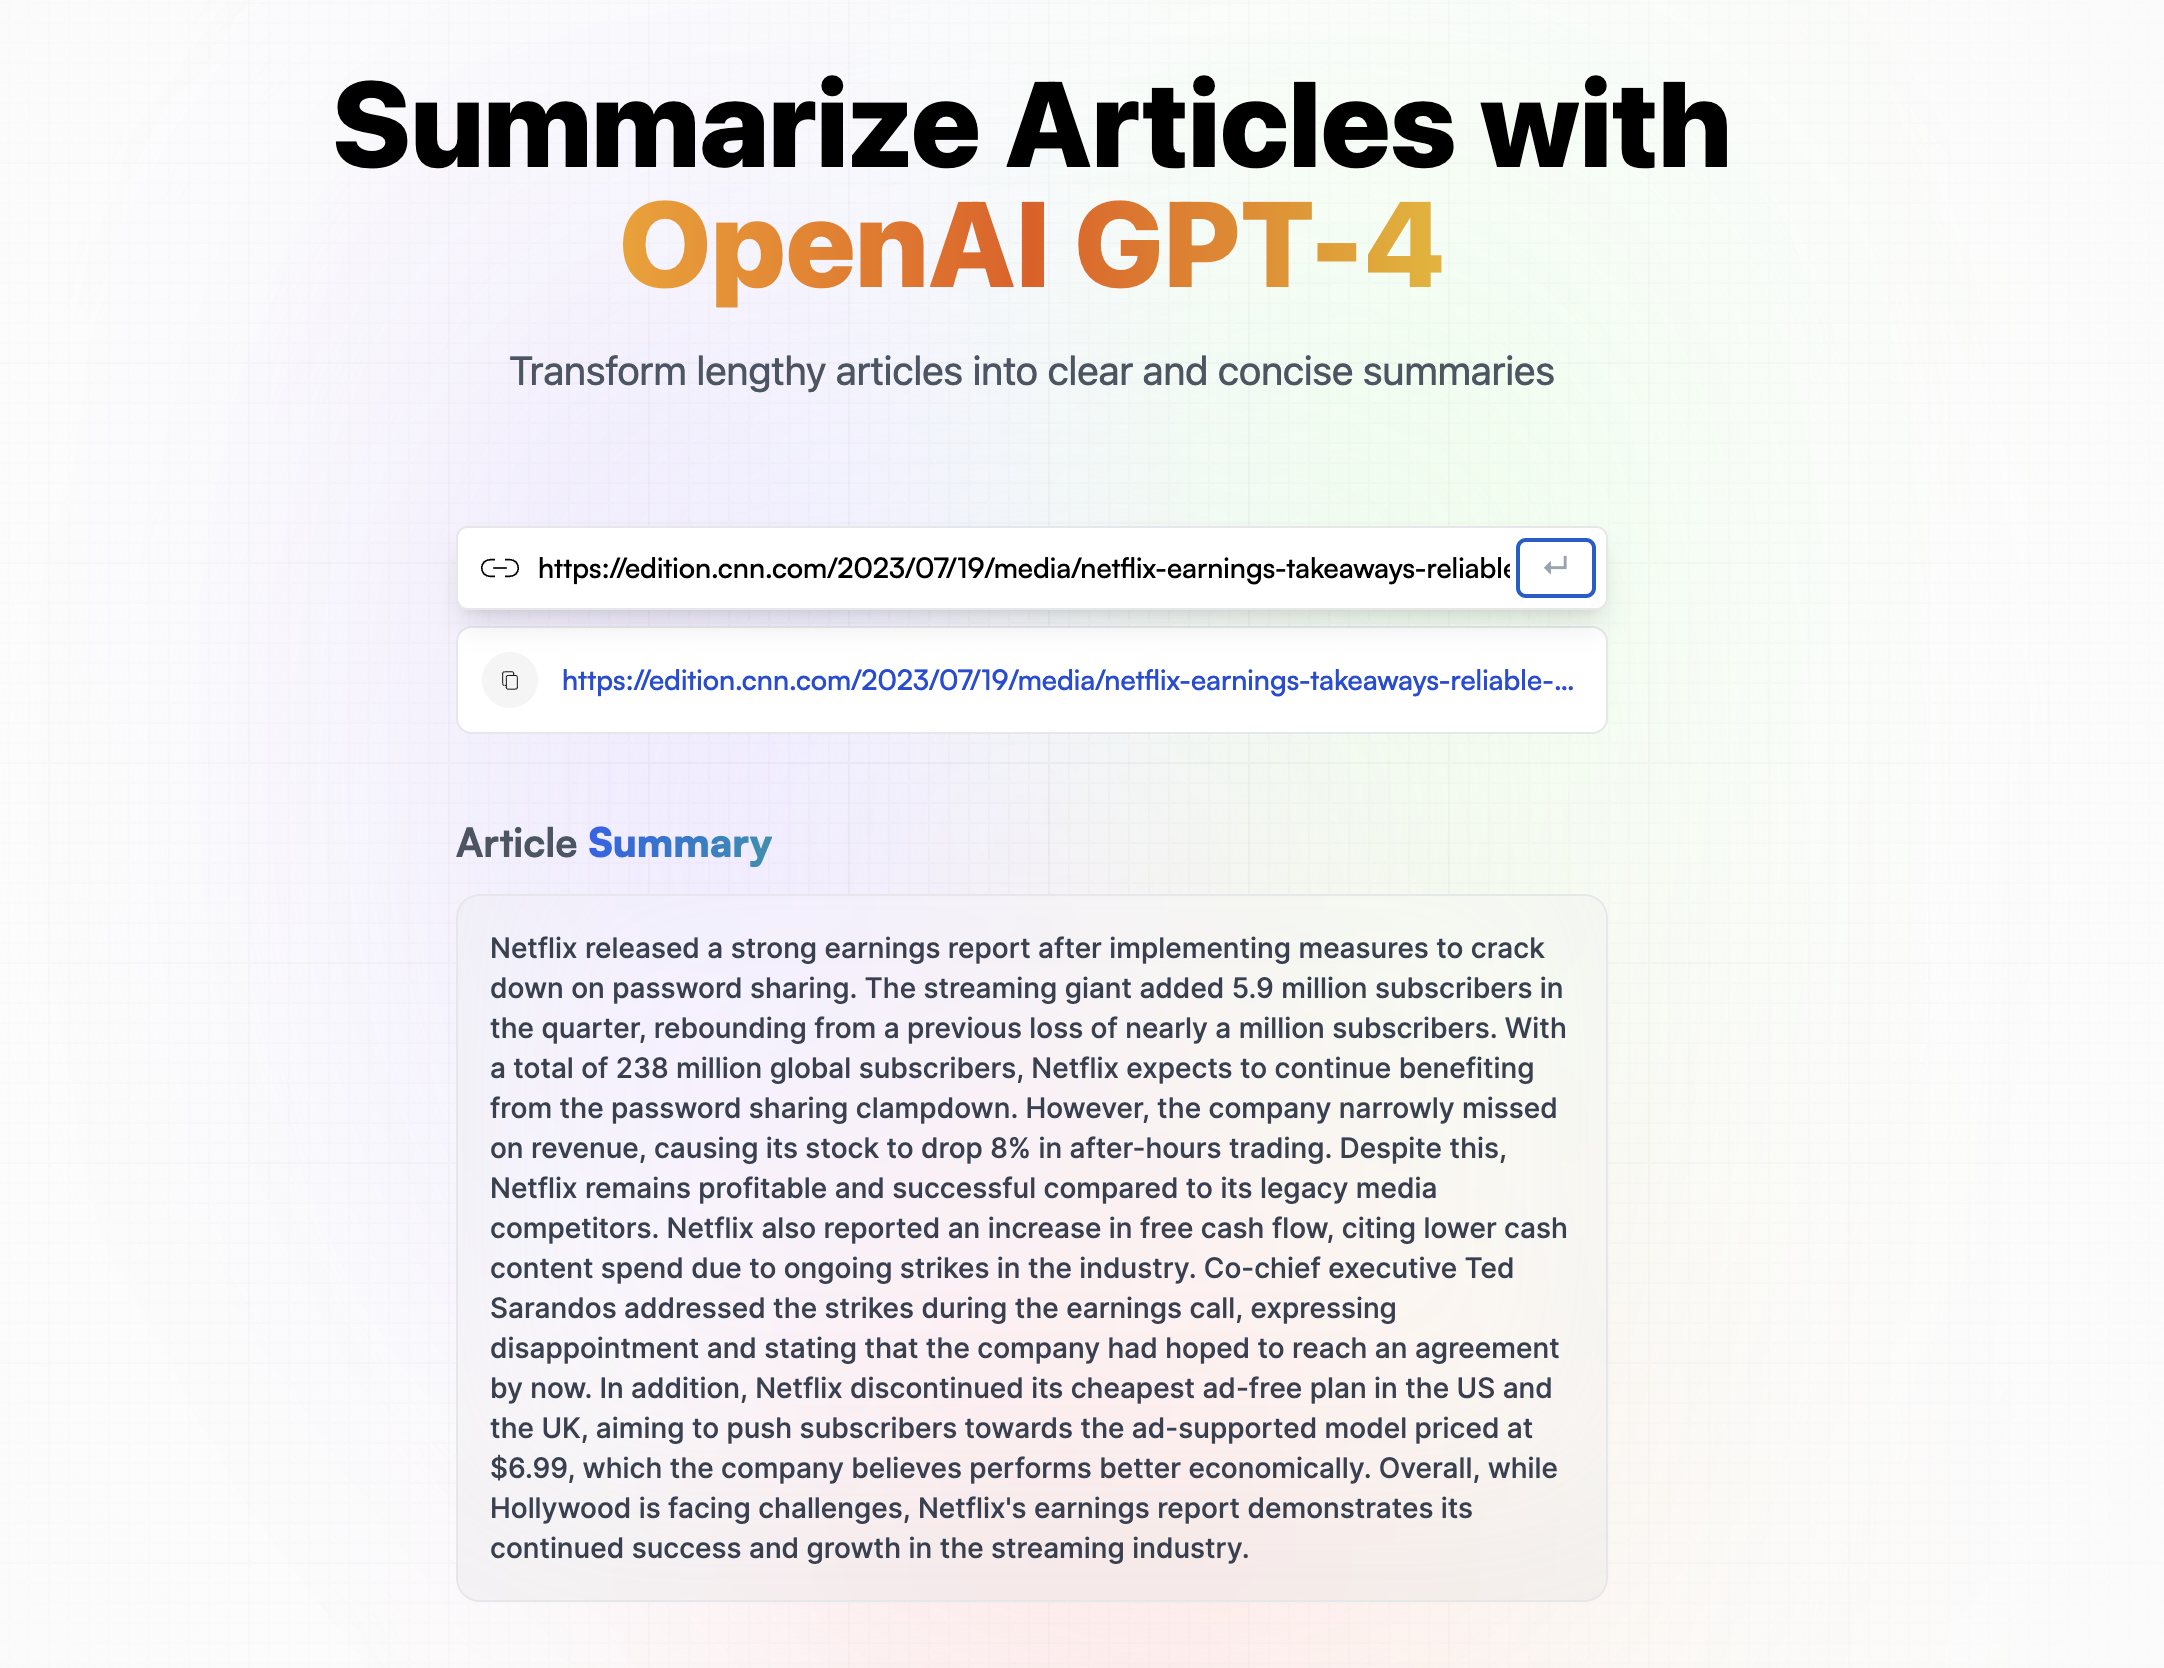 Summarize Articles with
OpenAI GPT-4
Transform lengthy articles into clear and concise summaries
https://edition.cnn.com/2023/07/19/media/netflix-earnings-takeaways-reliable
https://edition.cnn.com/2023/07/19/media/netflix-earnings-takeaways-reliable-...
Article Summary
Netflix released a strong earnings report after implementing measures to crack
down on password sharing. The streaming giant added 5.9 million subscribers in
the quarter, rebounding from a previous loss of nearly a million subscribers. With
a total of 238 million global subscribers, Netflix expects to continue benefiting
from the password sharing clampdown. However, the company narrowly missed
on revenue, causing its stock to drop 8% in after-hours trading. Despite this,
Netflix remains profitable and successful compared to its legacy media
competitors. Netflix also reported an increase in free cash flow, citing lower cash
content spend due to ongoing strikes in the industry. Co-chief executive Ted
Sarandos addressed the strikes during the earnings call, expressing
disappointment and stating that the company had hoped to reach an agreement
by now. In addition, Netflix discontinued its cheapest ad-free plan in the US and
the UK, aiming to push subscribers towards the ad-supported model priced at
$6.99, which the company believes performs better economically. Overall, while
Hollywood is facing challenges, Netflix's earnings report demonstrates its
continued success and growth in the streaming industry.